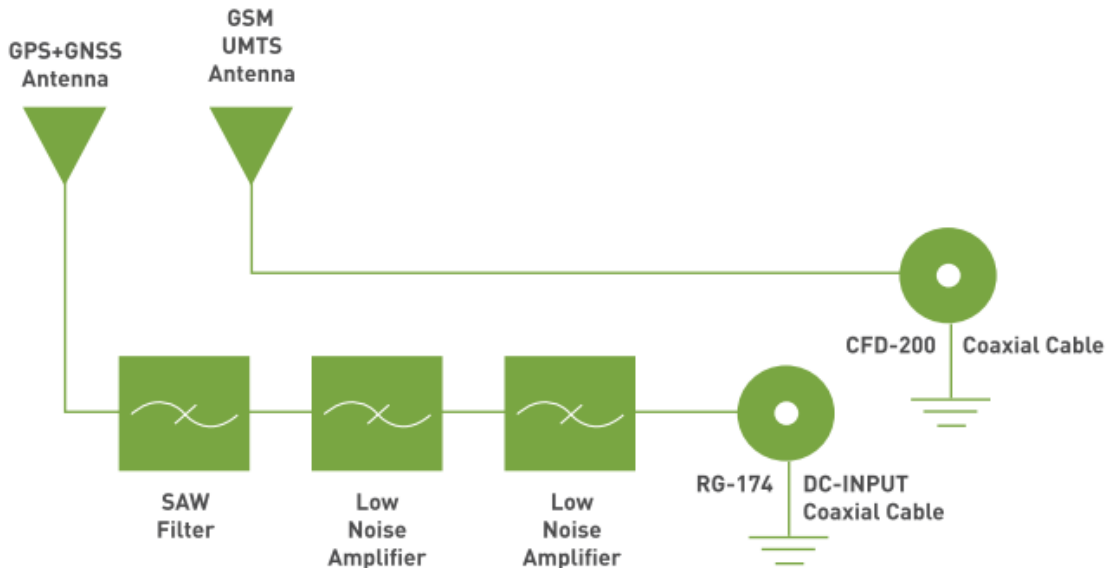 GPS+GNSS
Antenna
GSM
UMTS
Antenna
CFD-200
Coaxial Cable
SAW
Filter
Low
Noise
Amplifier
Low
Noise
Amplifier
RG-174
DC-INPUT
Coaxial Cable